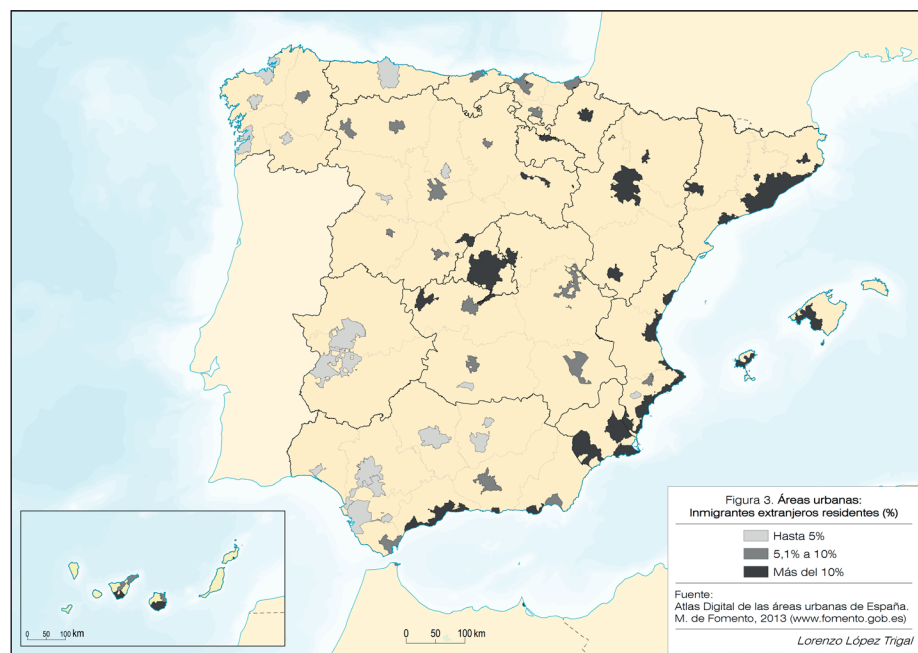 Figura 3. Áreas urbanas:
Inmigrantes extranjeros residentes (%)
Hasta 5%
5,1% a 10%
Más del 10%
Fuente:
Atlas Digital de las áreas urbanas de España.
M. de Fomento, 2013 (www.fomento.gob.es)
Lorenzo López Trigal
0 50 100 km
0 50 100 km